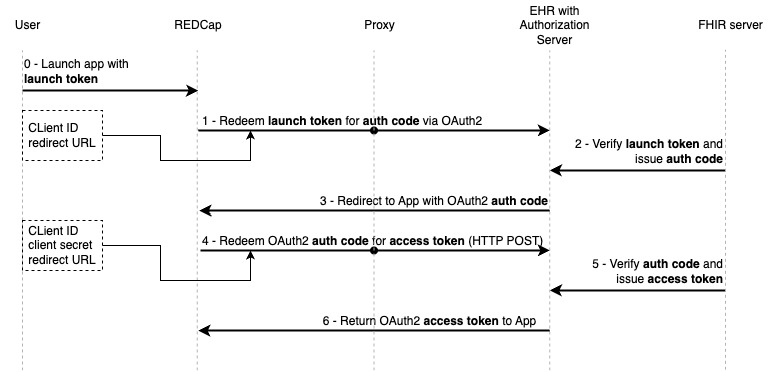 User
REDCap
Proxy
EHR with
Authorization
Server
FHIR server
0 - Launch app with
launch token
1 - Redeem launch token for auth code via OAuth2
CLient ID
redirect URL
2 - Verify launch token and
issue auth code
3 - Redirect to App with OAuth2 auth code
CLient ID
client secret
redirect URL
4 - Redeem OAuth2 auth code for access token (HTTP POST)
5 - Verify auth code and
issue access token
6 - Return OAuth2 access token to App